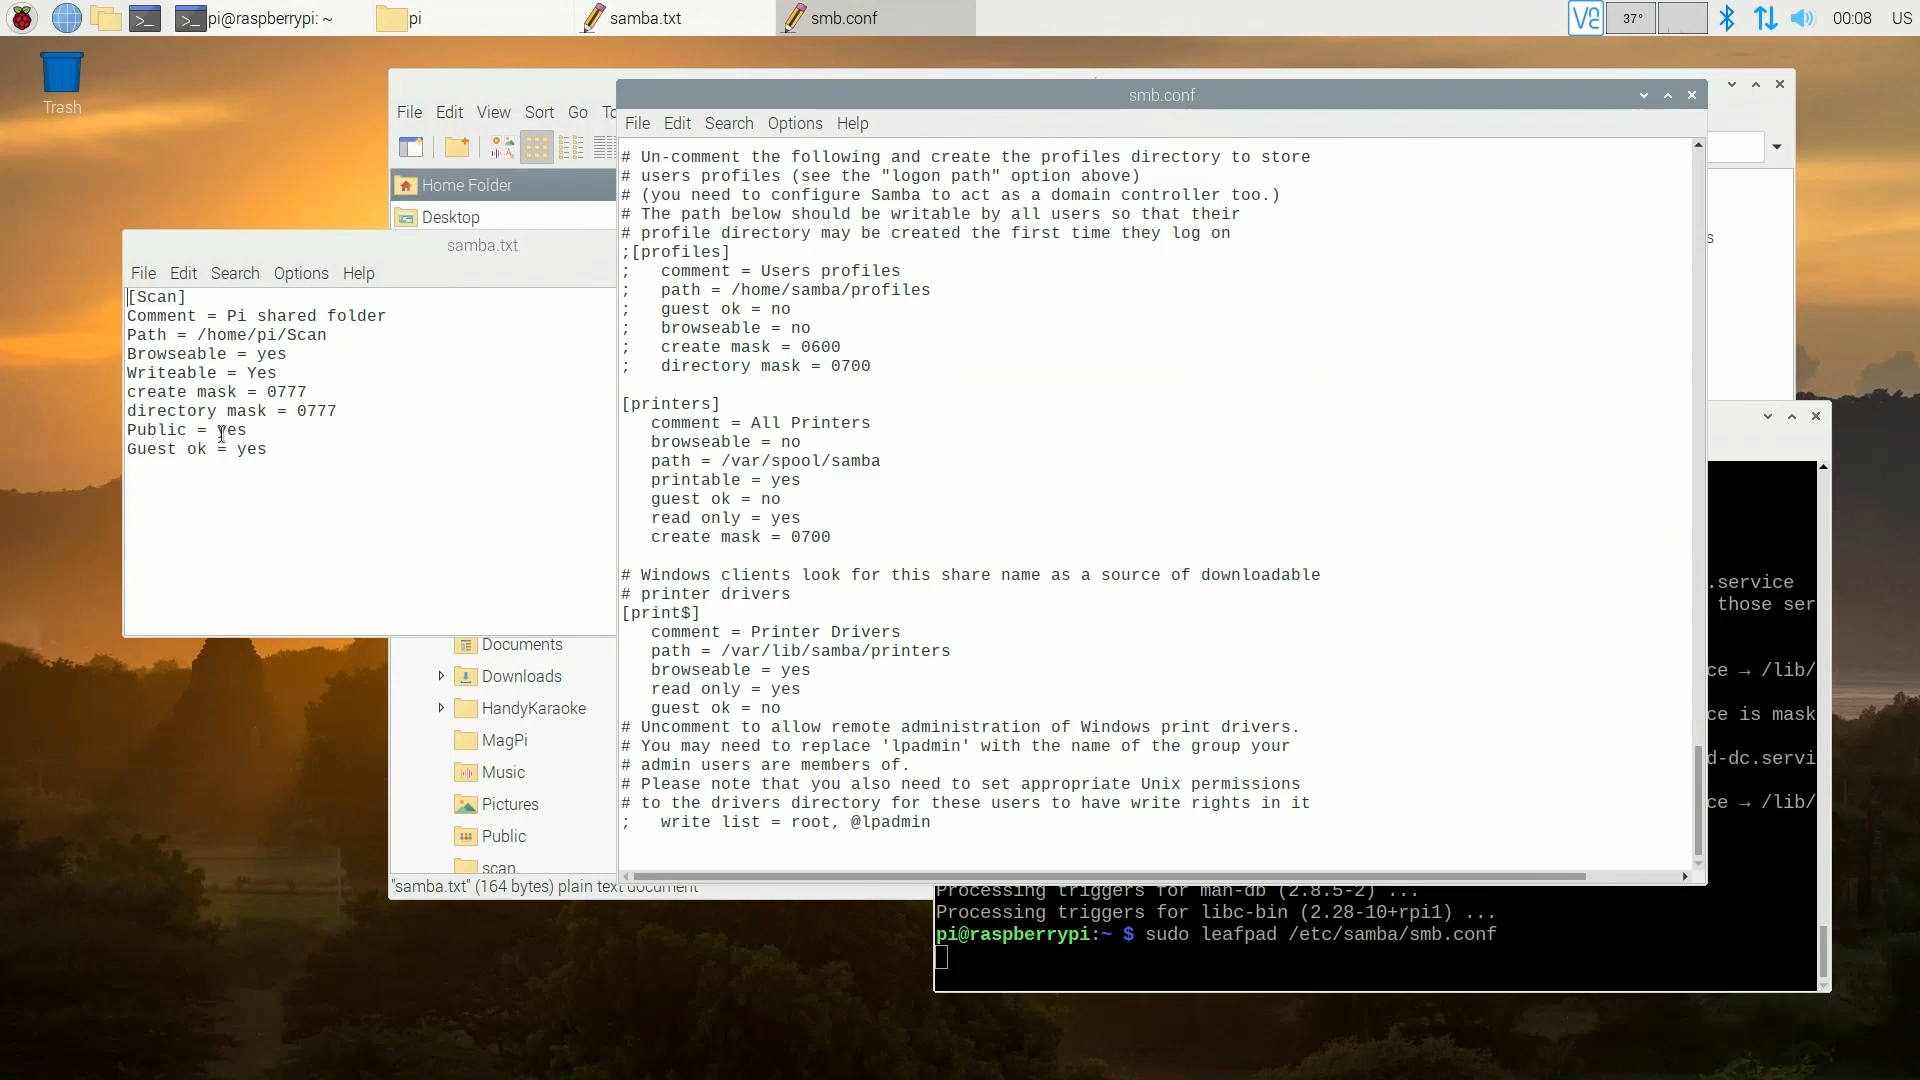 pi@raspberrypi: ~
pi
samba.txt
smb.conf
37°
00:08
US
Trash
File Edit View Sort Go
Home Folder
Desktop
samba.txt
File Edit Search Options Help
[Scan]
Comment = Pi shared folder
Path = /home/pi/Scan
Browseable = yes
Writeable = Yes
create mask = 0777
directory mask = 0777
Public = Yes
Guest ok = yes
Documents
Downloads
HandyKaraoke
MagPi
Music
Pictures
Public
scan
"samba.txt" (164 bytes) plain text document
smb.conf
File Edit Search Options Help
# Un-comment the following and create the profiles directory to store
# users profiles (see the "logon path" option above)
# (you need to configure Samba to act as a domain controller too.)
# The path below should be writable by all users so that their
# profile directory may be created the first time they log on
;[profiles]
;   comment = Users profiles
;   path = /home/samba/profiles
;   guest ok = no
;   browseable = no
;   create mask = 0600
;   directory mask = 0700
[printers]
   comment = All Printers
   browseable = no
   path = /var/spool/samba
   printable = yes
   guest ok = no
   read only = yes
   create mask = 0700
# Windows clients look for this share name as a source of downloadable
# printer drivers
[print$]
   comment = Printer Drivers
   path = /var/lib/samba/printers
   browseable = yes
   read only = yes
   guest ok = no
# Uncomment to allow remote administration of Windows print drivers.
# You may need to replace 'lpadmin' with the name of the group your
# admin users are members of.
# Please note that you also need to set appropriate Unix permissions
# to the drivers directory for these users to have write rights in it
;   write list = root, @lpadmin
.service
those ser
ce → /lib/
ce is mask
d-dc.servi
ce → /lib/
Processing triggers for man-db (2.8.5-2) ...
Processing triggers for libc-bin (2.28-10+rpi1) ...
pi@raspberrypi:~ $ sudo leafpad /etc/samba/smb.conf